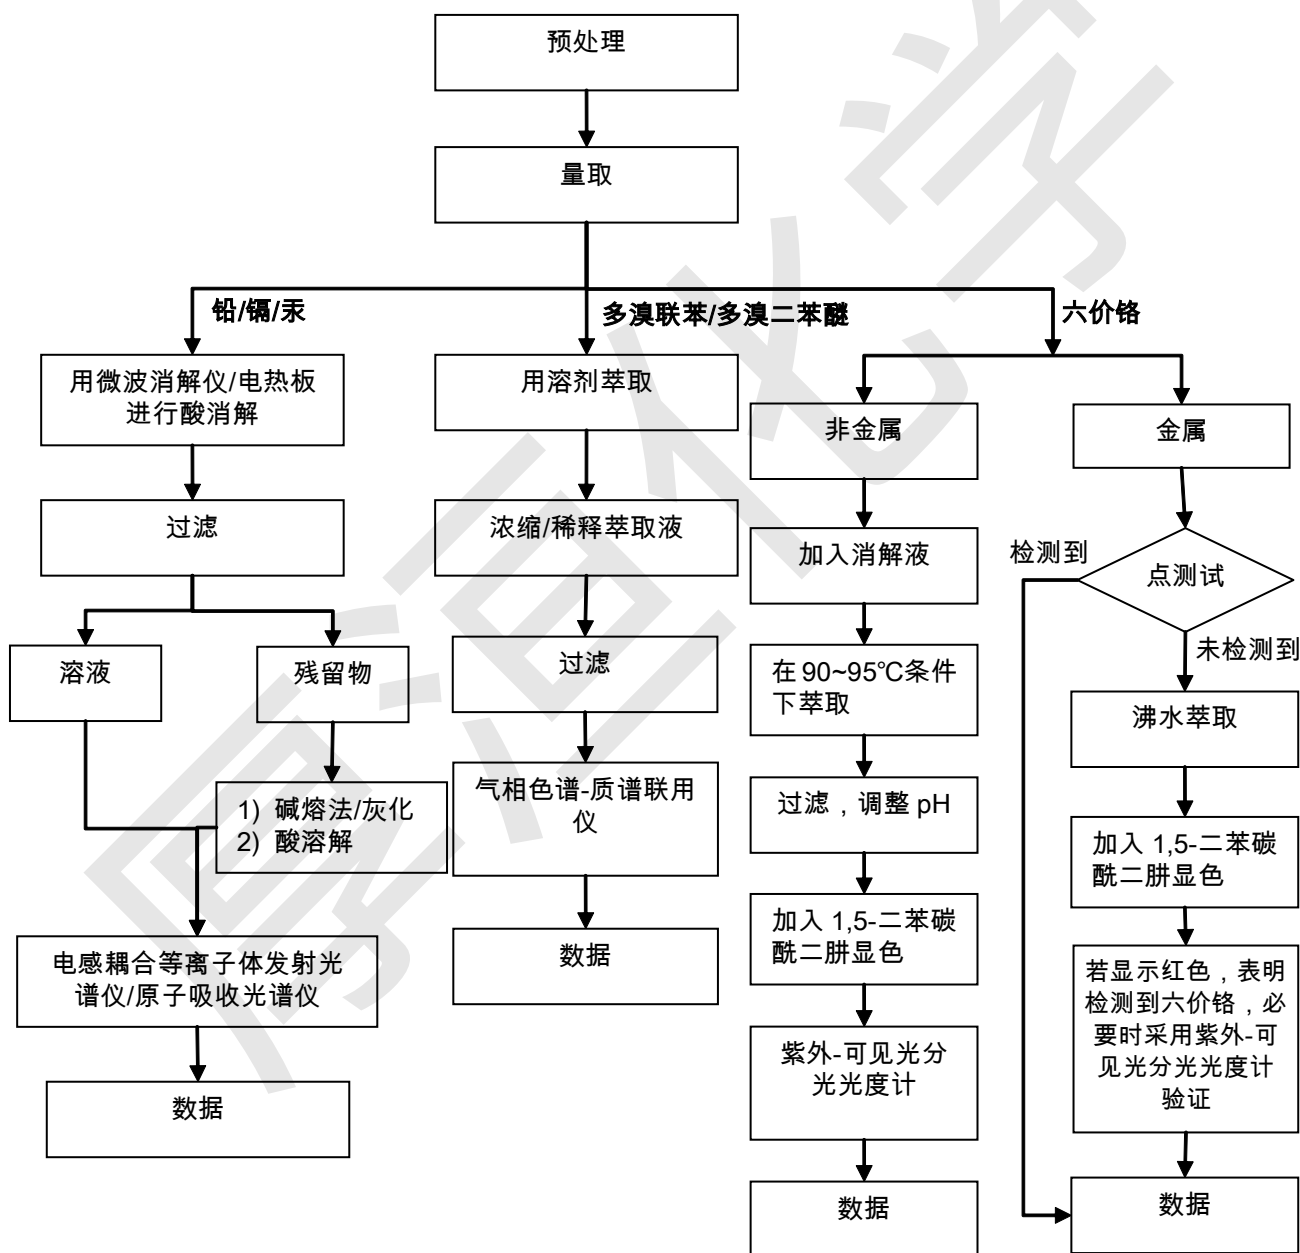 预处理
量取
铅/镉/汞
多溴联苯/多溴二苯醚
六价铬
用微波消解仪/电热板
进行酸消解
过滤
溶液
残留物
1) 碱熔法/灰化
2) 酸溶解
电感耦合等离子体发射光
谱仪/原子吸收光谱仪
数据
用溶剂萃取
浓缩/稀释萃取液
过滤
气相色谱-质谱联用
仪
数据
非金属
加入消解液
在 90~95℃条件
下萃取
过滤，调整 pH
加入 1,5-二苯碳
酰二肼显色
紫外-可见光分
光光度计
数据
金属
点测试
检测到
未检测到
沸水萃取
加入 1,5-二苯碳
酰二肼显色
若显示红色，表明
检测到六价铬，必
要时采用紫外-可
见光分光光度计
验证
数据
厚洹化学